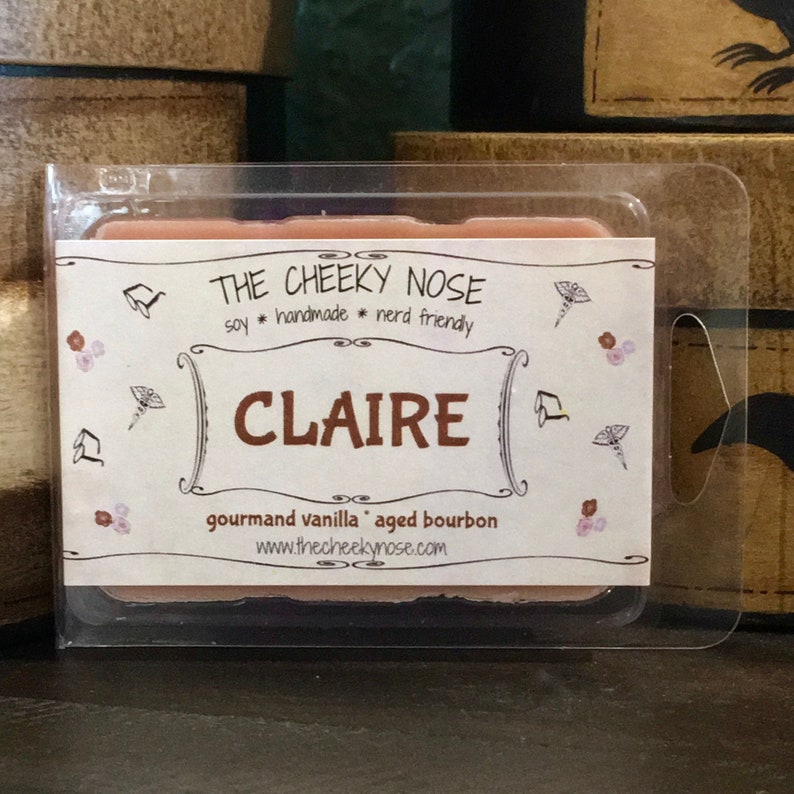 THE CHEEKY NOSE
soy * handmade * nerd friendly
CLAIRE
gourmand vanilla * aged bourbon
www.thecheekynose.com